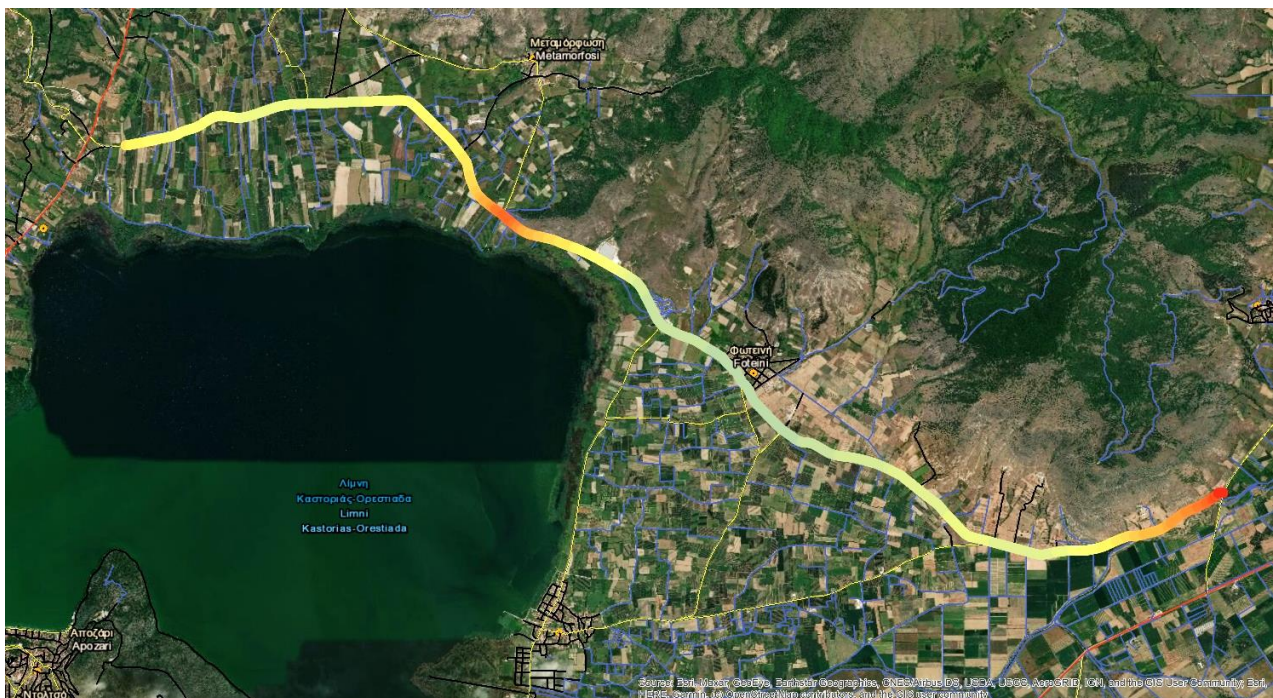 Μεταμόρφωση
Metamorfosi
Φωτεινή
Foteini
Λίμνη
Καστοριάς-Ορεστιάδα
Limni
Kastorias-Orestiada
Αποζάρι
Apozari
Ντολτσό
Source: Esri, Maxar, GeoEye, Earthstar Geographics, CNES/Airbus DS, USDA, USGS, AeroGRID, IGN, and the GIS User Community, Esri,
HERE, Garmin, (c) OpenStreetMap contributors, and the GIS user community